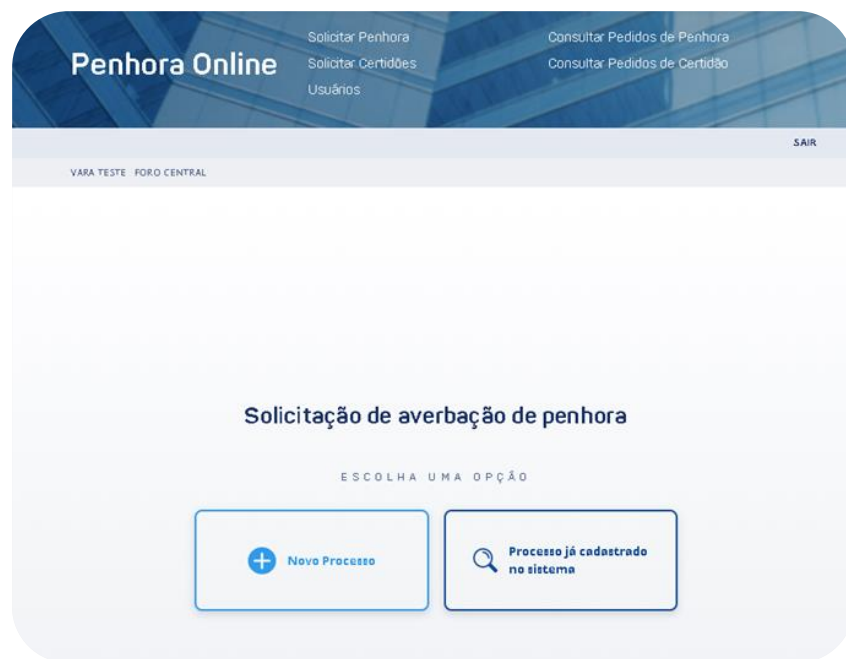 Penhora Online
Solicitar Penhora
Solicitar Certidões
Usuários
Consultar Pedidos de Penhora
Consultar Pedidos de Certidão
SAIR
VARA TESTE FORO CENTRAL
Solicitação de averbação de penhora
ESCOLHA UMA OPÇÃO
Novo Processo
Processo já cadastrado
no sistema